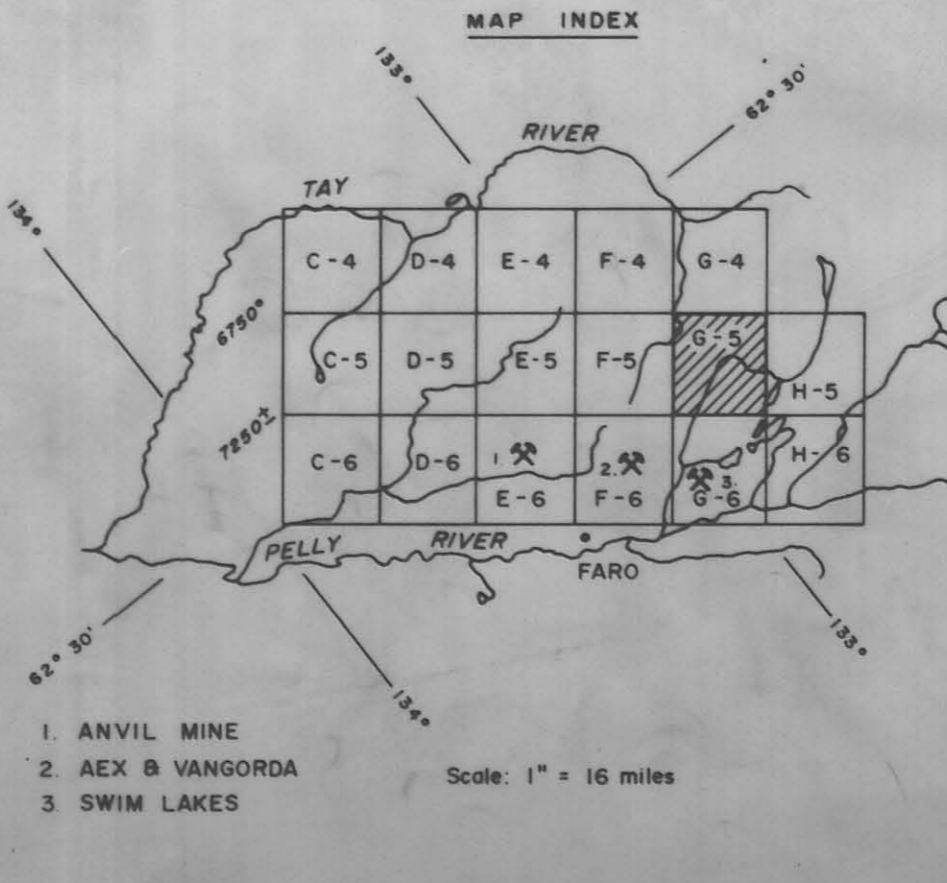 MAP INDEX
133°
62° 30'
RIVER
TAY
134°
C-4
D-4
E-4
F-4
G-4
6750°
C-5
D-5
E-5
F-5
G-5
H-5
7250±
C-6
D-6
1.
E-6
2.
F-6
3.
G-6
H-6
PELLY
RIVER
FARO
62° 30'
134°
133°
1. ANVIL MINE
2. AEX & VANGORDA
3. SWIM LAKES
Scale: 1" = 16 miles